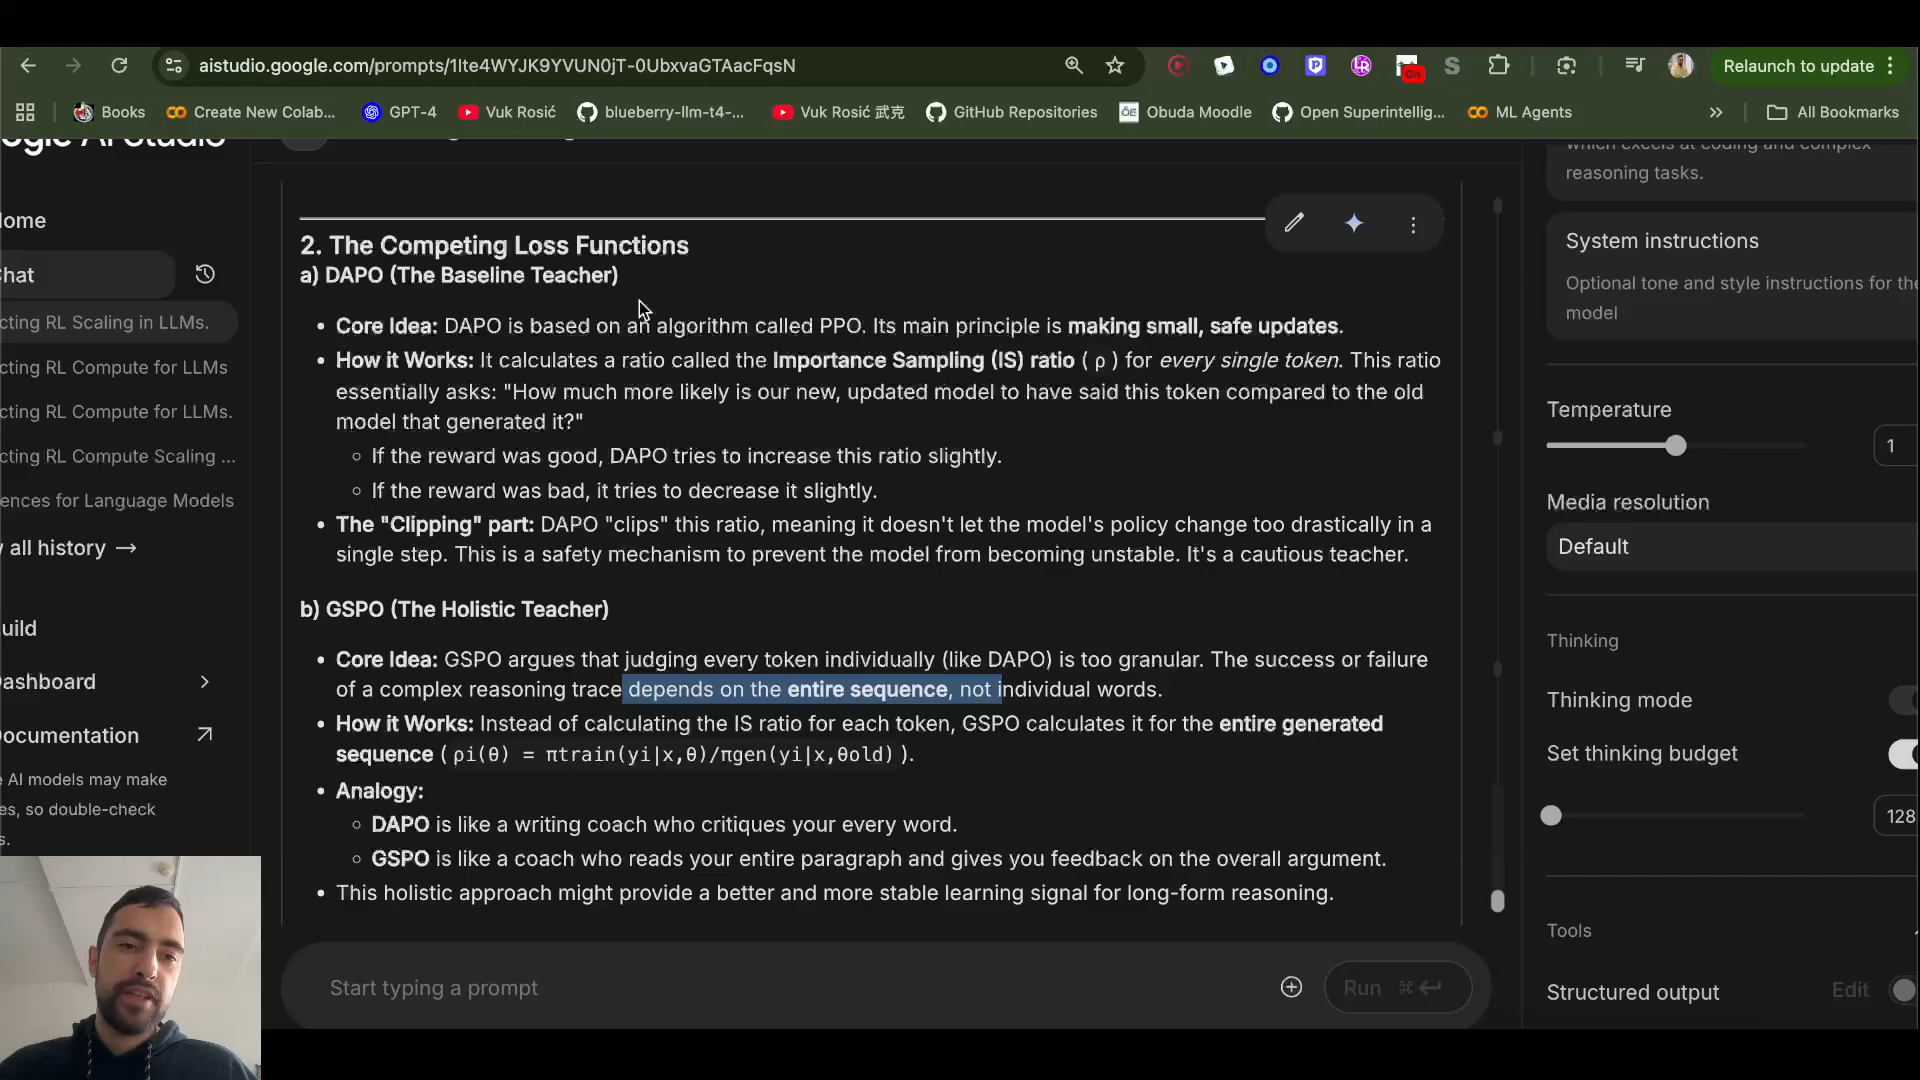 aistudio.google.com/prompts/1Ite4WYJK9YVUN0jT-0UbxvaGTAacFqsN
On
S
Relaunch to update
Books
Create New Colab...
GPT-4
Vuk Rosić
blueberry-llm-t4-...
Vuk Rosić 武克
GitHub Repositories
Obuda Moodle
Open Superintellig...
ML Agents
All Bookmarks
ogle AI Studio
ome
hat
cting RL Scaling in LLMs.
cting RL Compute for LLMs
cting RL Compute for LLMs.
cting RL Compute Scaling ...
ences for Language Models
all history →
uild
ashboard
ocumentation
AI models may make
es, so double-check
s.
2. The Competing Loss Functions
a) DAPO (The Baseline Teacher)
• Core Idea: DAPO is based on an algorithm called PPO. Its main principle is making small, safe updates.
• How it Works: It calculates a ratio called the Importance Sampling (IS) ratio ( ρ ) for every single token. This ratio
essentially asks: "How much more likely is our new, updated model to have said this token compared to the old
model that generated it?"
◦ If the reward was good, DAPO tries to increase this ratio slightly.
◦ If the reward was bad, it tries to decrease it slightly.
• The "Clipping" part: DAPO "clips" this ratio, meaning it doesn't let the model's policy change too drastically in a
single step. This is a safety mechanism to prevent the model from becoming unstable. It's a cautious teacher.
b) GSPO (The Holistic Teacher)
• Core Idea: GSPO argues that judging every token individually (like DAPO) is too granular. The success or failure
of a complex reasoning trace depends on the entire sequence, not individual words.
• How it Works: Instead of calculating the IS ratio for each token, GSPO calculates it for the entire generated
sequence ( ρi(θ) = πtrain(yi|x,θ)/πgen(yi|x,θold) ).
• Analogy:
◦ DAPO is like a writing coach who critiques your every word.
◦ GSPO is like a coach who reads your entire paragraph and gives you feedback on the overall argument.
• This holistic approach might provide a better and more stable learning signal for long-form reasoning.
Start typing a prompt
Run ⌘↵
which excels at coding and complex
reasoning tasks.
System instructions
Optional tone and style instructions for the
model
Temperature
1
Media resolution
Default
Thinking
Thinking mode
Set thinking budget
128
Tools
Structured output
Edit